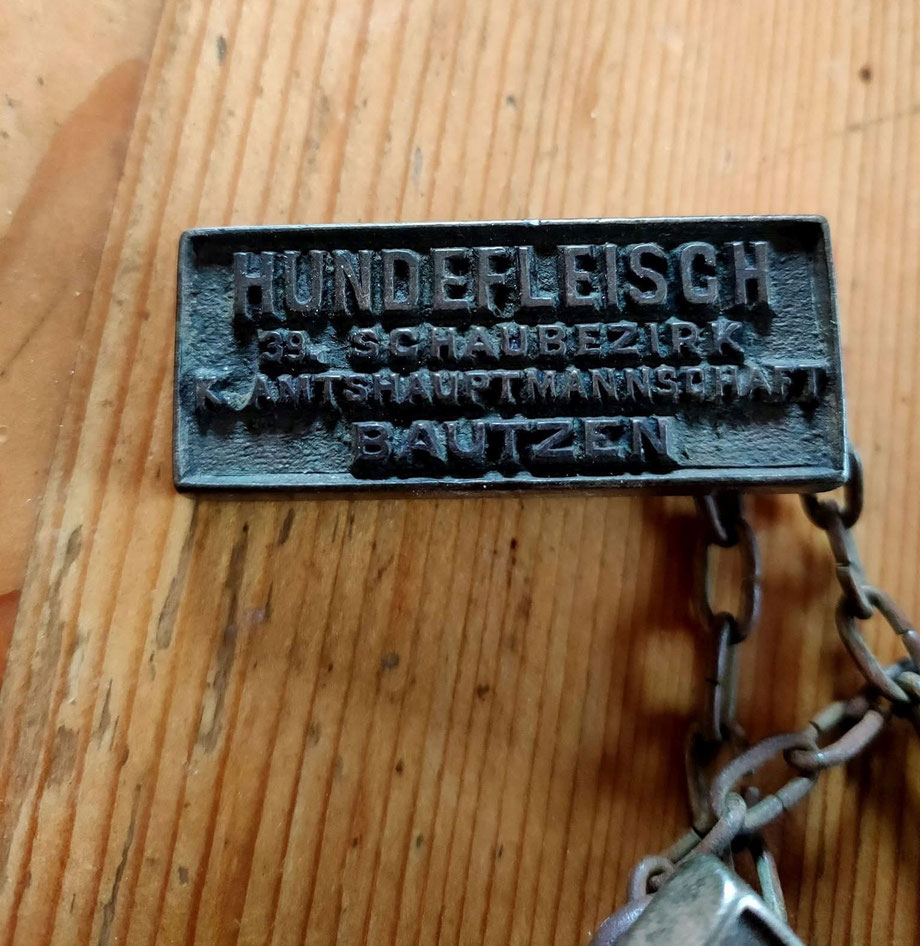 HUNDEFLEISCH
39. SCHAUBEZIRK
K. AMTSHAUPTMANNSCHAFT
BAUTZEN